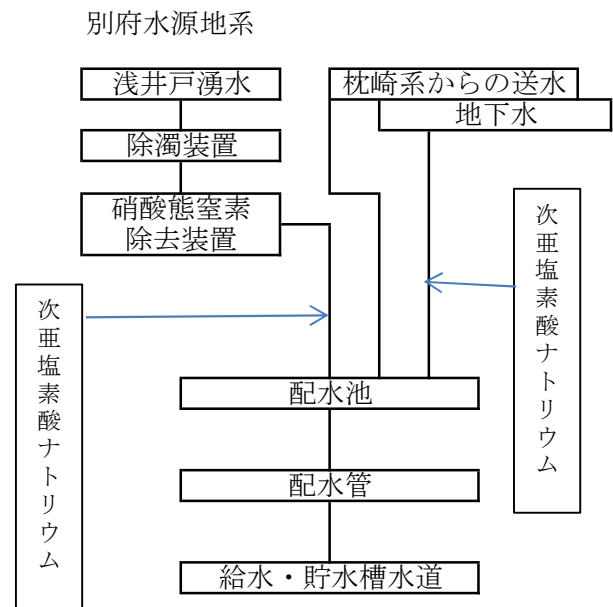 別府水源地系
浅井戸湧水
枕崎系からの送水
地下水
除濁装置
硝酸態窒素
除去装置
次亜塩素酸ナトリウム
次亜塩素酸ナトリウム
配水池
配水管
給水・貯水槽水道